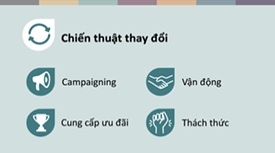 Chiến thuật thay đổi
Campaigning
Vận động
Cung cấp ưu đãi
Thách thức